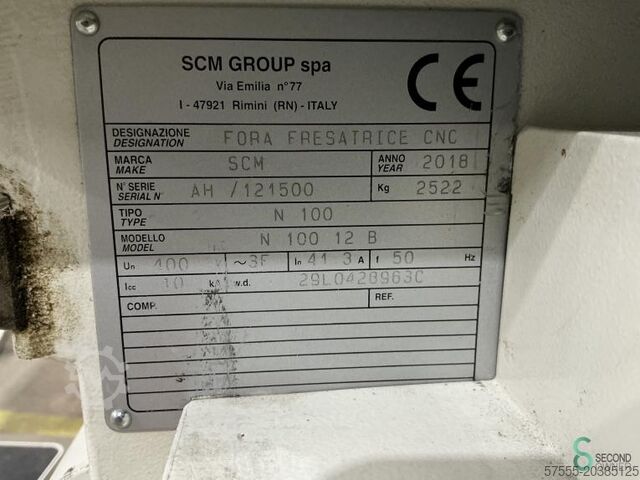 SCM GROUP spa
Via Emilia n°77
I - 47921 Rimini (RN) - ITALY
CE
DESIGNAZIONE
DESIGNATION FORA FRESATRICE CNC
MARCA
MAKE SCM ANNO
YEAR 2018
N° SERIE
SERIAL N° AH /121500 Kg 2522
TIPO
TYPE N 100
MODELLO
MODEL N 100 12 B
Un 400 V ~3F In 41 3 A f 50 Hz
Icc 10 kA w.d. 29L0428963C
COMP. REF.
SECOND
57555-20385125